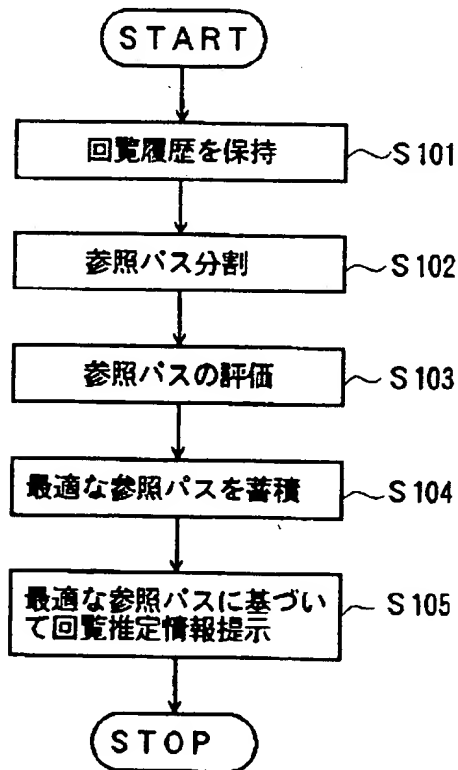 START
回覧履歴を保持
S101
参照パス分割
S102
参照パスの評価
S103
最適な参照パスを蓄積
S104
最適な参照パスに基づい
て回覧推定情報提示
S105
STOP